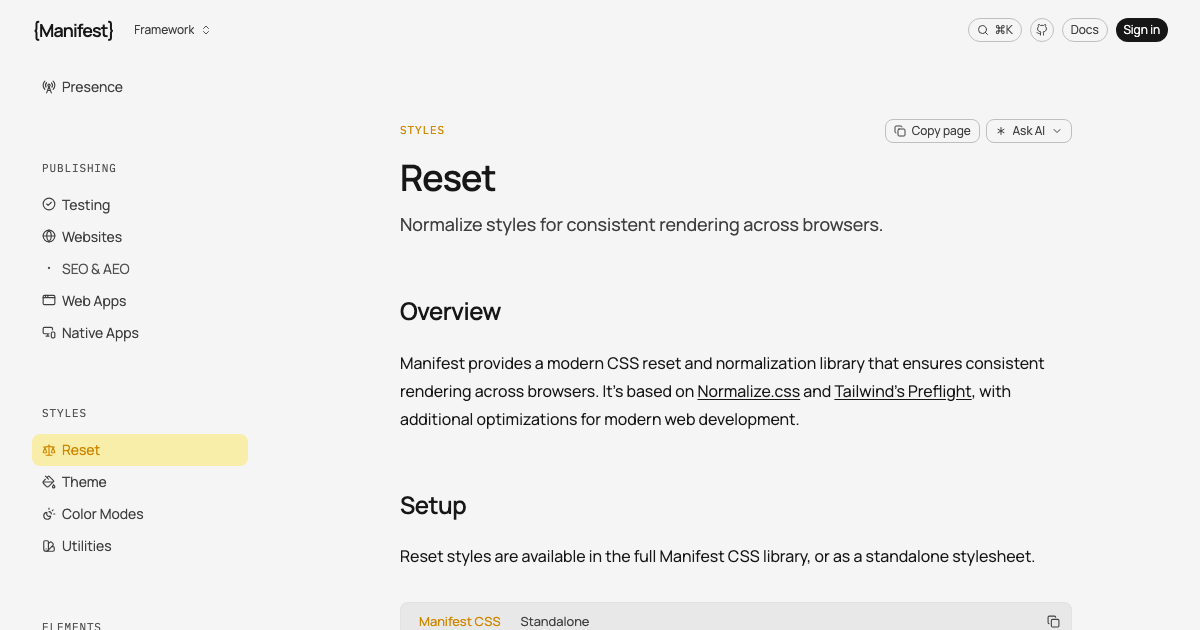 {Manifest}
Framework
⌘K
Docs
Sign in
Presence
PUBLISHING
Testing
Websites
SEO & AEO
Web Apps
Native Apps
STYLES
Reset
Theme
Color Modes
Utilities
ELEMENTS
STYLES
Copy page
Ask AI
Reset
Normalize styles for consistent rendering across browsers.
Overview
Manifest provides a modern CSS reset and normalization library that ensures consistent
rendering across browsers. It's based on Normalize.css and Tailwind's Preflight, with
additional optimizations for modern web development.
Setup
Reset styles are available in the full Manifest CSS library, or as a standalone stylesheet.
Manifest CSS
Standalone